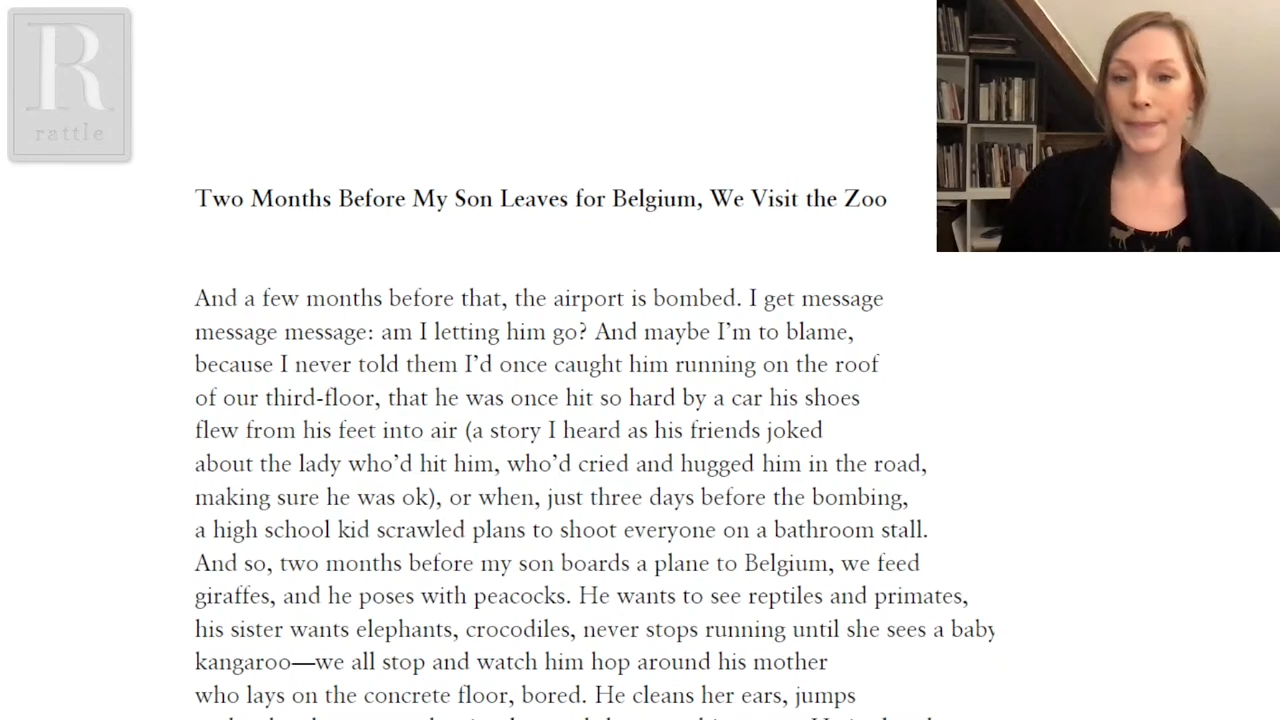 R
rattle
Two Months Before My Son Leaves for Belgium, We Visit the Zoo
And a few months before that, the airport is bombed. I get message
message message: am I letting him go? And maybe I’m to blame,
because I never told them I’d once caught him running on the roof
of our third-floor, that he was once hit so hard by a car his shoes
flew from his feet into air (a story I heard as his friends joked
about the lady who’d hit him, who’d cried and hugged him in the road,
making sure he was ok), or when, just three days before the bombing,
a high school kid scrawled plans to shoot everyone on a bathroom stall.
And so, two months before my son boards a plane to Belgium, we feed
giraffes, and he poses with peacocks. He wants to see reptiles and primates,
his sister wants elephants, crocodiles, never stops running until she sees a baby
kangaroo—we all stop and watch him hop around his mother
who lays on the concrete floor, bored. He cleans her ears, jumps